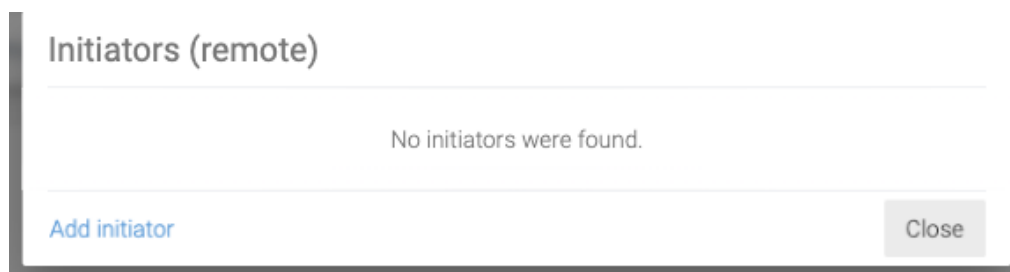 Initiators (remote)
No initiators were found.
Add initiator
Close